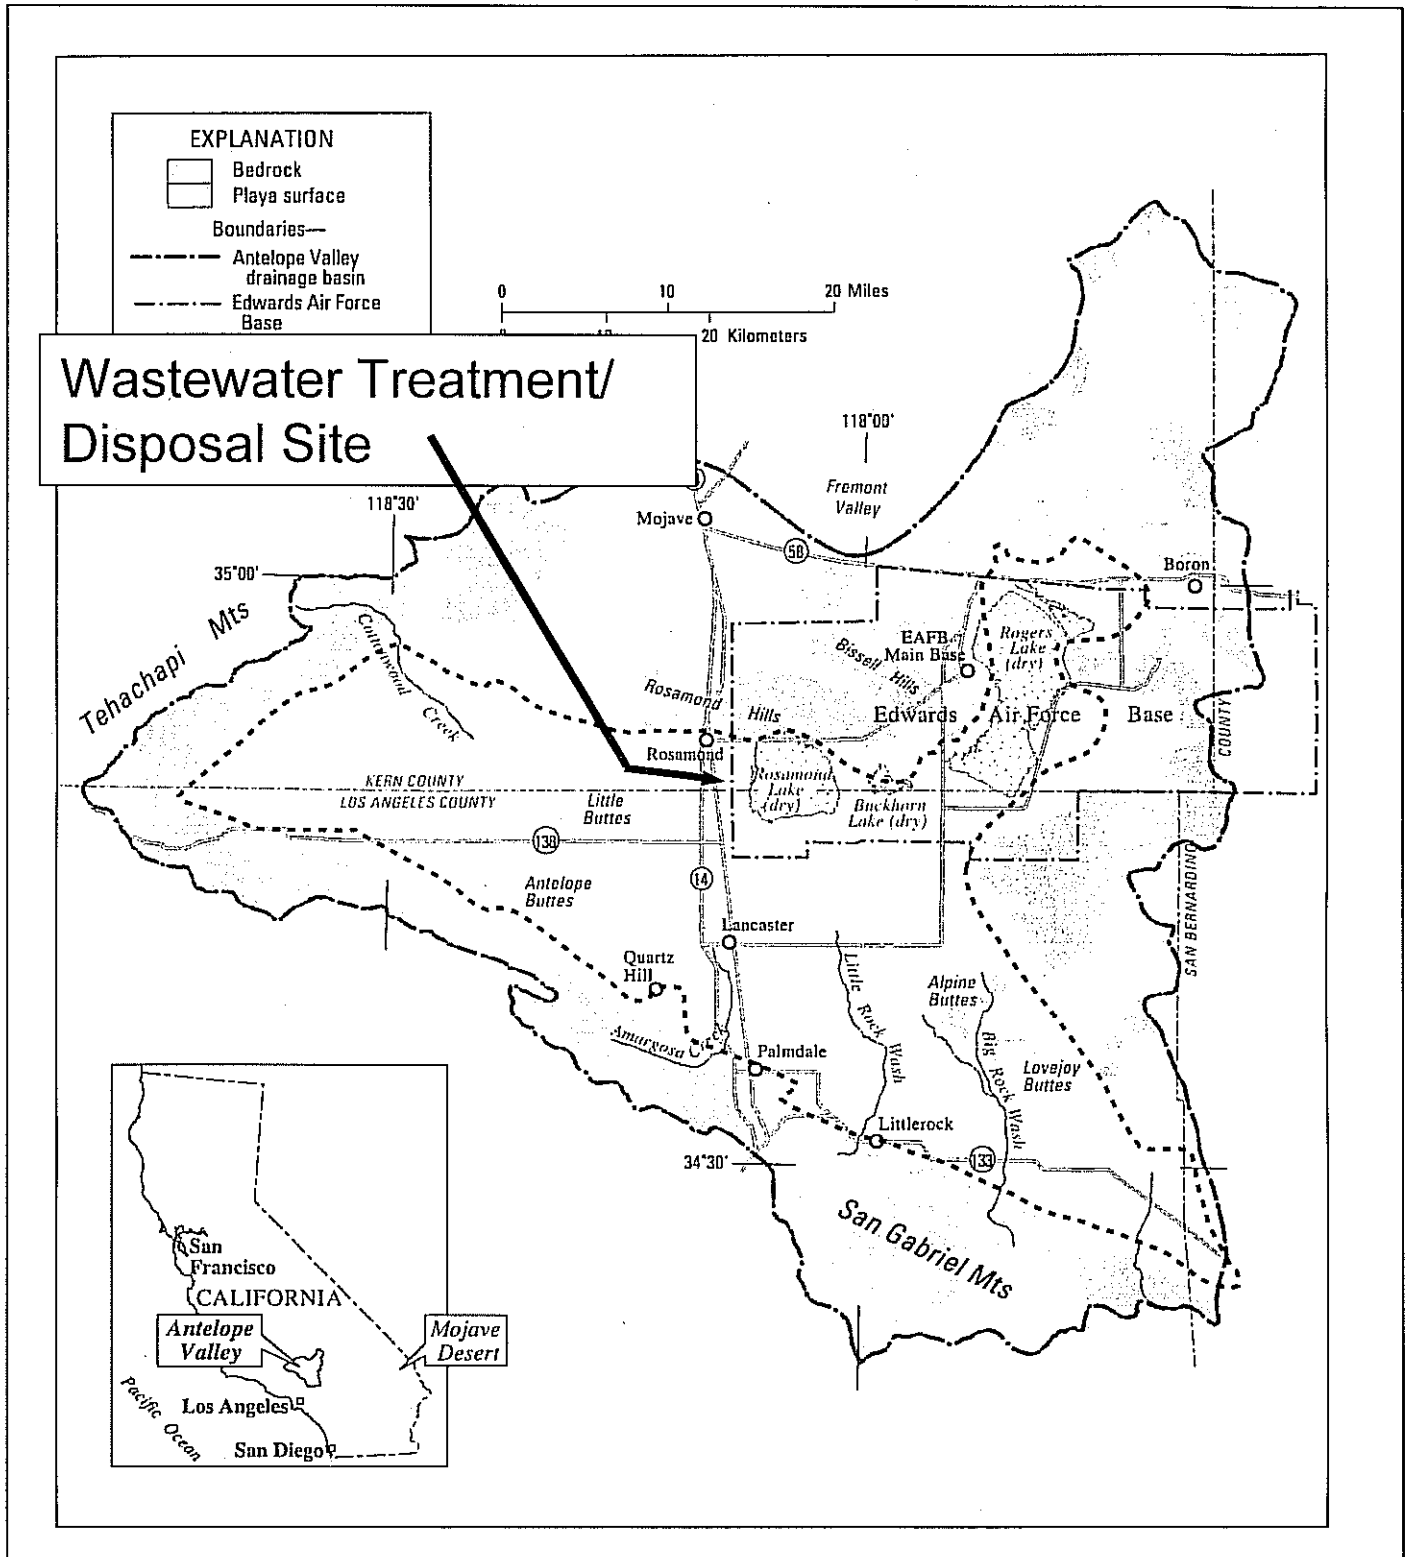 EXPLANATION
Bedrock
Playa surface
Boundaries—
Antelope Valley
drainage basin
Edwards Air Force
Base
0 10 20 Miles
20 Kilometers
Wastewater Treatment/
Disposal Site
118°00'
118°30'
Fremont
Valley
Mojave
58
35°00'
Boron
Tehachapi Mts
Cottonwood Creek
EAFB
Main Base
Rogers
Lake
(dry)
Bissell Hills
Rosamond Hills
Edwards Air Force Base
Rosamond
Rosamond
Lake
(dry)
Buckhorn
Lake (dry)
KERN COUNTY
LOS ANGELES COUNTY
Little
Buttes
138
14
Antelope
Buttes
SAN BERNARDINO COUNTY
Lancaster
Quartz
Hill
Little Rock Wash
Alpine
Buttes
Big Rock Wash
Amargosa
Palmdale
Lovejoy
Buttes
Littlerock
133
34°30'
San Gabriel Mts
San
Francisco
CALIFORNIA
Antelope
Valley
Mojave
Desert
Pacific Ocean
Los Angeles
San Diego